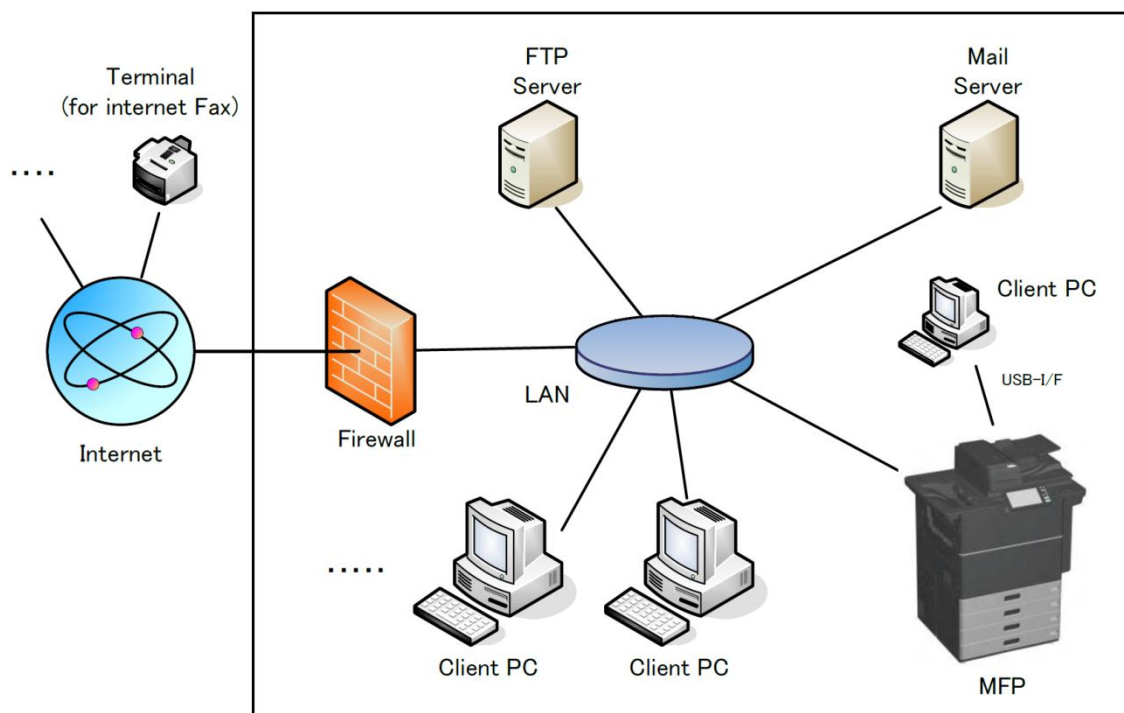 Terminal
(for internet Fax)
....
Internet
Firewall
FTP
Server
Mail
Server
Client PC
USB-I/F
LAN
.....
Client PC
Client PC
MFP